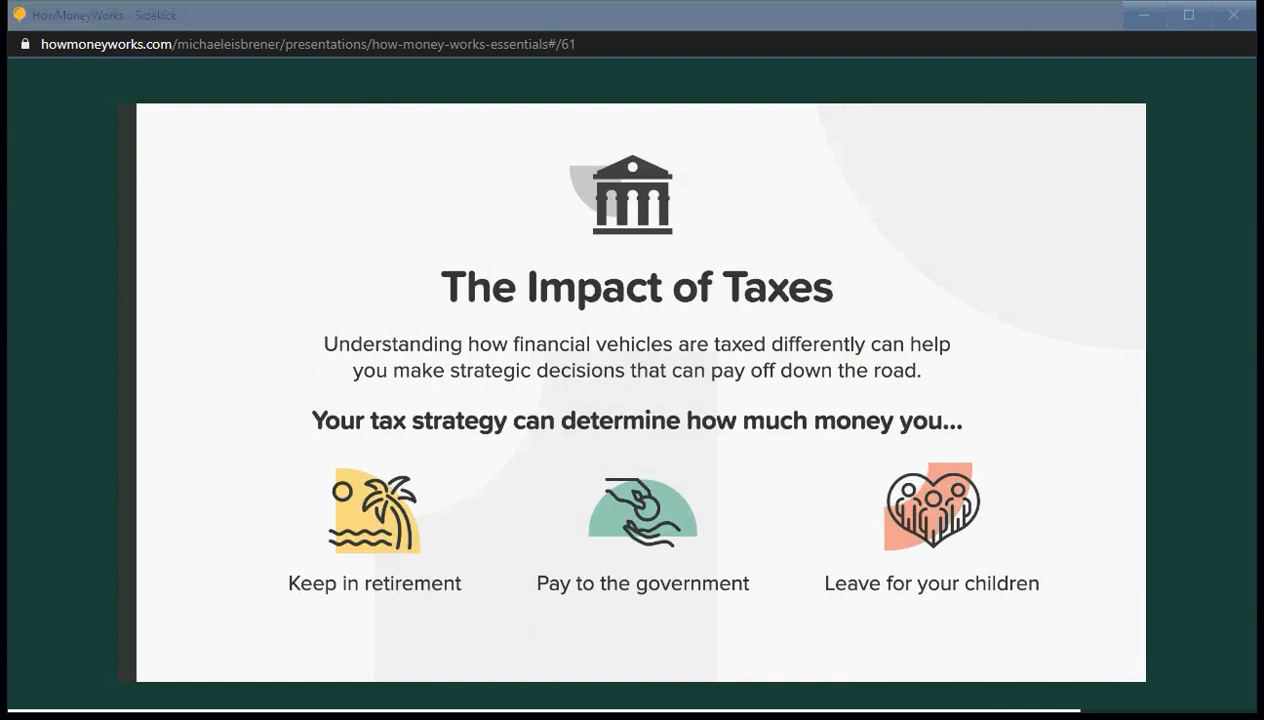 HowMoneyWorks - Sidekick
howmoneyworks.com/michaeleisbrener/presentations/how-money-works-essentials#/61
The Impact of Taxes
Understanding how financial vehicles are taxed differently can help
you make strategic decisions that can pay off down the road.
Your tax strategy can determine how much money you...
Keep in retirement
Pay to the government
Leave for your children